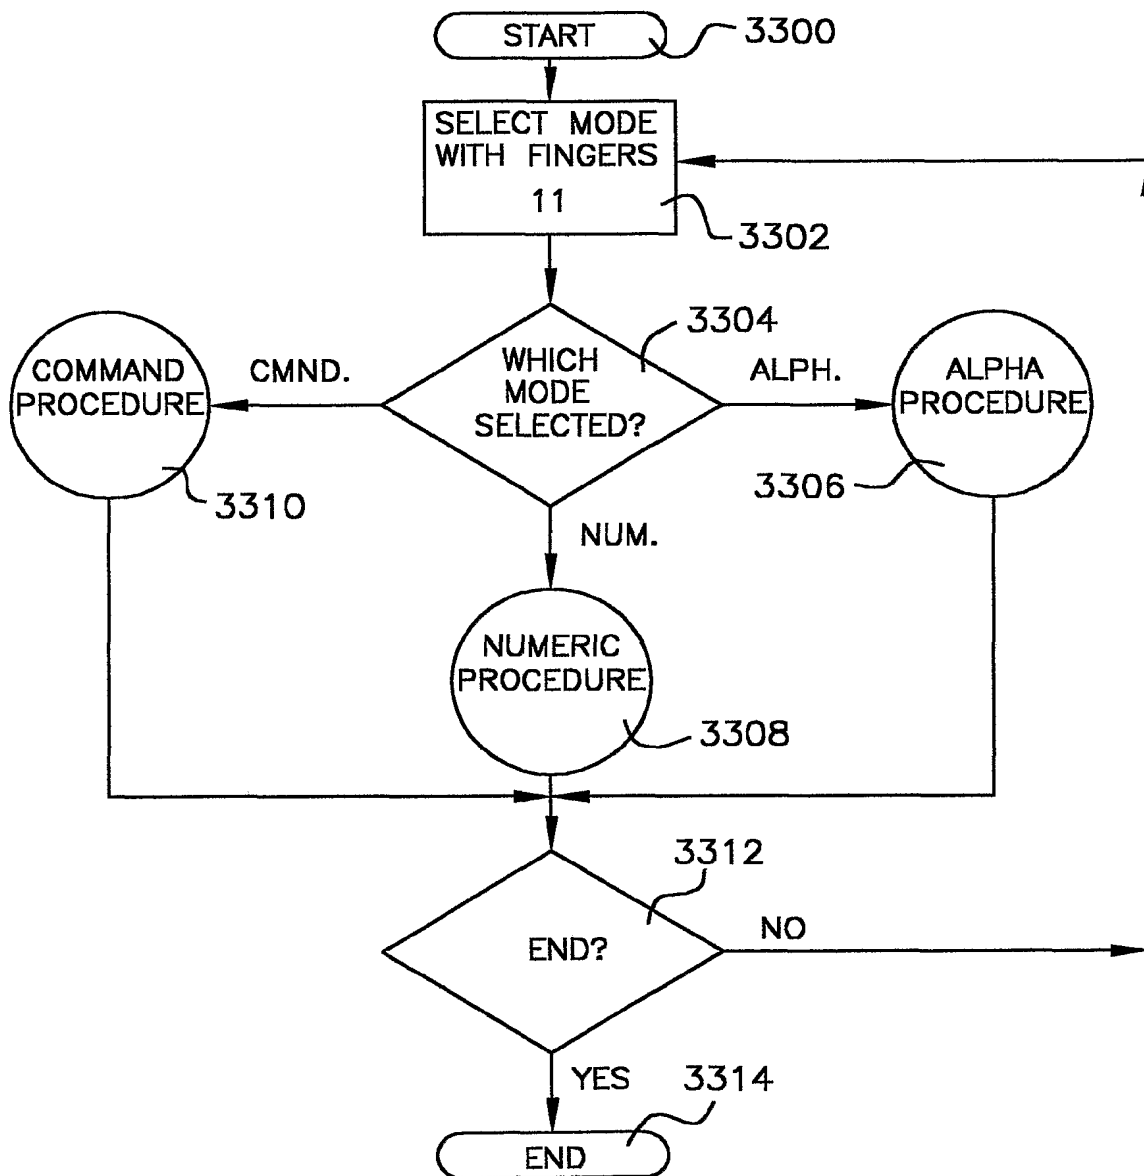 START
3300
SELECT MODE
WITH FINGERS
11
3302
3304
WHICH
MODE
SELECTED?
CMND.
COMMAND
PROCEDURE
3310
ALPH.
ALPHA
PROCEDURE
3306
NUM.
NUMERIC
PROCEDURE
3308
3312
END?
NO
YES
3314
END